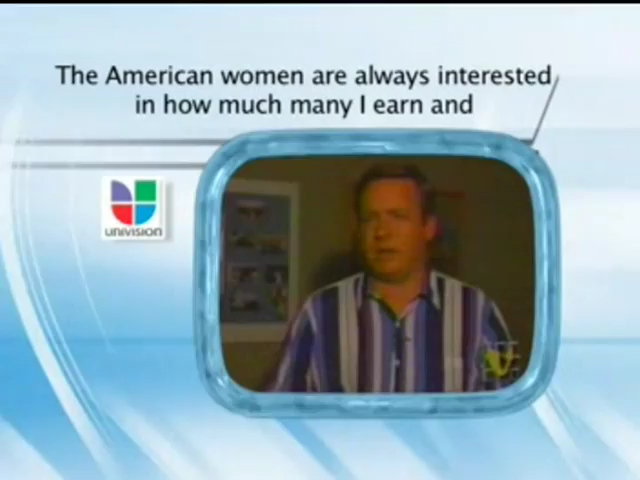 The American women are always interested
in how much many I earn and
UNIVISION